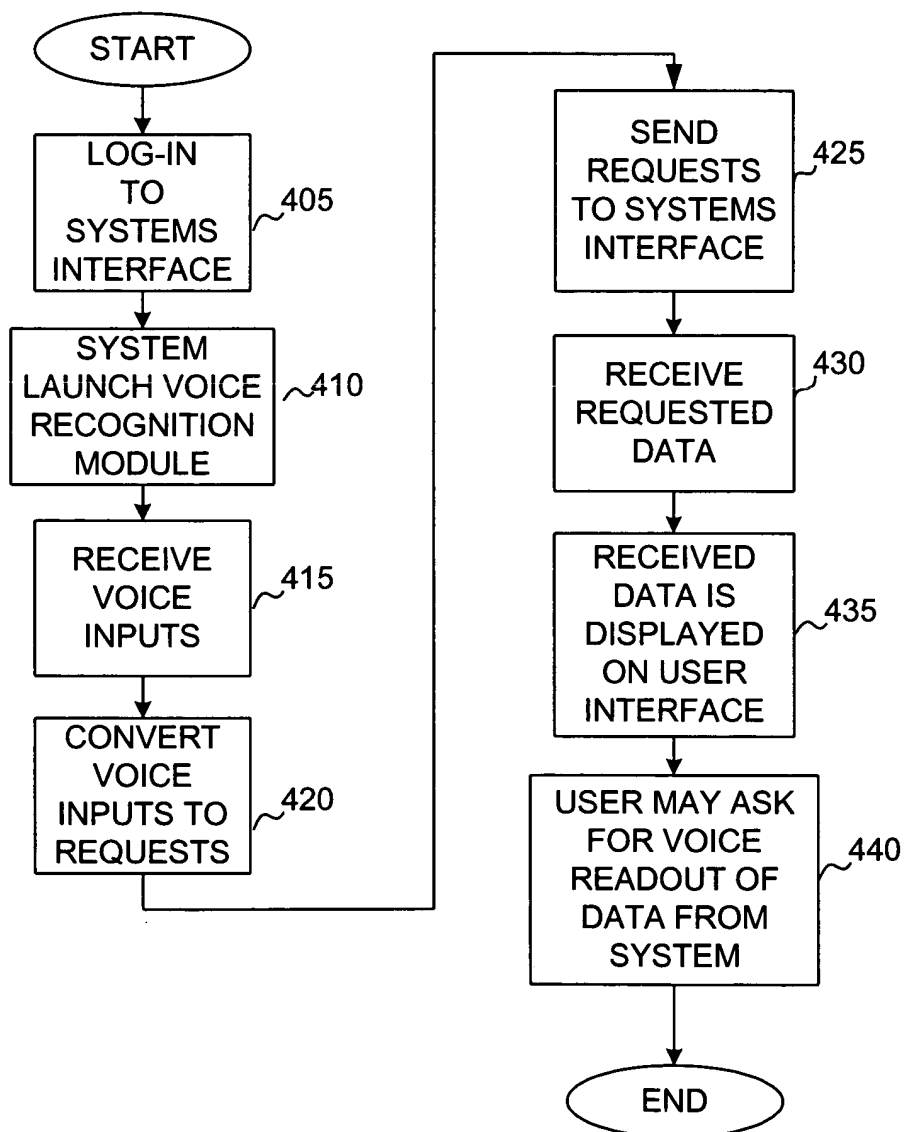 START
LOG-IN
TO
SYSTEMS
INTERFACE
405
SYSTEM
LAUNCH VOICE
RECOGNITION
MODULE
410
RECEIVE
VOICE
INPUTS
415
CONVERT
VOICE
INPUTS TO
REQUESTS
420
SEND
REQUESTS
TO SYSTEMS
INTERFACE
425
RECEIVE
REQUESTED
DATA
430
RECEIVED
DATA IS
DISPLAYED
ON USER
INTERFACE
435
USER MAY ASK
FOR VOICE
READOUT OF
DATA FROM
SYSTEM
440
END